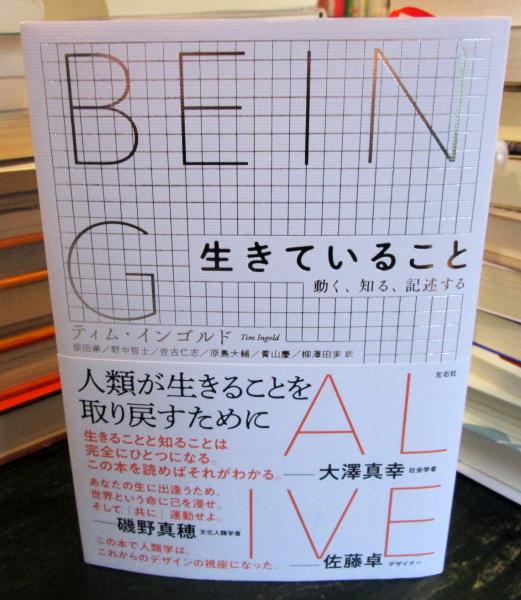 BEIN
G
生きていること
動く、知る、記述する
ティム・インゴルド Tim Ingold
柴田崇／野中哲士／佐古仁志／原島大輔／青山慶／柳澤田実 訳
左右社
人類が生きることを
取り戻すために
AL
IVE
生きることと知ることは
完全にひとつになる。
この本を読めばそれがわかる。
——大澤真幸 社会学者
あなたの生に出逢うため、
世界という命に己を浸せ。
そして「共に」運動せよ。
——磯野真穂 文化人類学者
この本で人類学は、
これからのデザインの視座になった。
——佐藤卓 デザイナー